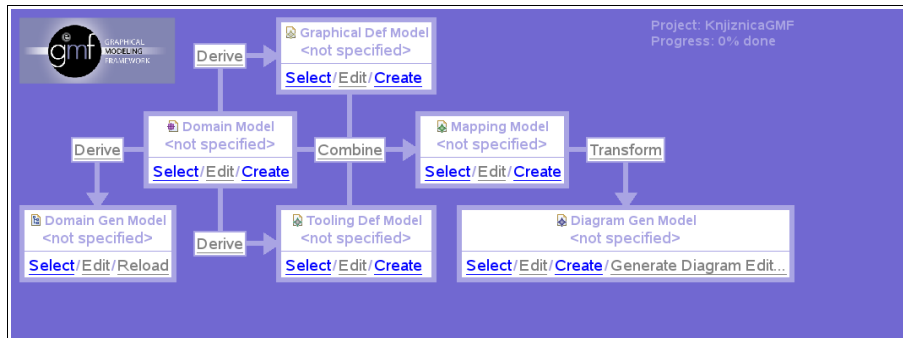 gmf
GRAPHICAL
MODELING
FRAMEWORK
Project: KnjiznicaGMF
Progress: 0% done
Derive
Graphical Def Model
<not specified>
Select/Edit/Create
Derive
Domain Model
<not specified>
Select/Edit/Create
Combine
Mapping Model
<not specified>
Select/Edit/Create
Transform
Domain Gen Model
<not specified>
Select/Edit/Reload
Derive
Tooling Def Model
<not specified>
Select/Edit/Create
Diagram Gen Model
<not specified>
Select/Edit/Create/Generate Diagram Edit...